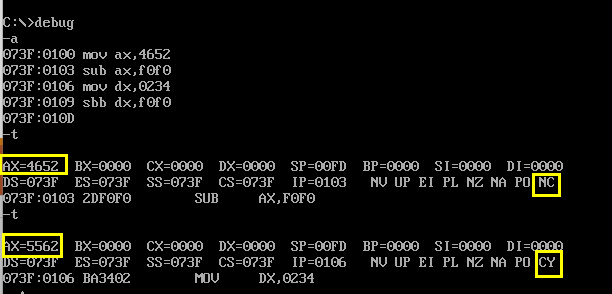 C:\>debug
-a
073F:0100 mov ax,4652
073F:0103 sub ax,f0f0
073F:0106 mov dx,0234
073F:0109 sbb dx,f0f0
073F:010D
-t
AX=4652 BX=0000 CX=0000 DX=0000 SP=00FD BP=0000 SI=0000 DI=0000
DS=073F ES=073F SS=073F CS=073F IP=0103 NV UP EI PL NZ NA PO NC
073F:0103 2DF0F0 SUB AX,F0F0
-t
AX=5562 BX=0000 CX=0000 DX=0000 SP=00FD BP=0000 SI=0000 DI=0000
DS=073F ES=073F SS=073F CS=073F IP=0106 NV UP EI PL NZ NA PO CY
073F:0106 BA3402 MOV DX,0234